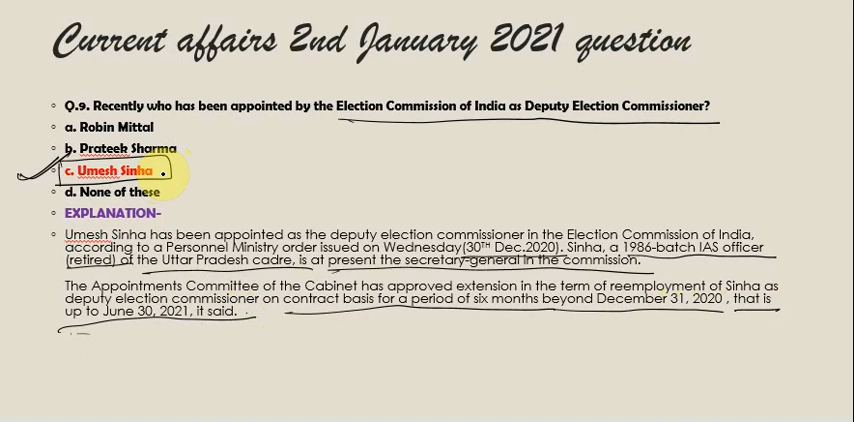 Current affairs 2nd January 2021 question
Q.9. Recently who has been appointed by the Election Commission of India as Deputy Election Commissioner?
a. Robin Mittal
b. Prateek Sharma
c. Umesh Sinha
d. None of these
EXPLANATION-
Umesh Sinha has been appointed as the deputy election commissioner in the Election Commission of India,
according to a Personnel Ministry order issued on Wednesday(30TH Dec.2020). Sinha, a 1986-batch IAS officer
(retired) of the Uttar Pradesh cadre, is at present the secretary-general in the commission.
The Appointments Committee of the Cabinet has approved extension in the term of reemployment of Sinha as
deputy election commissioner on contract basis for a period of six months beyond December 31, 2020 , that is
up to June 30, 2021, it said.